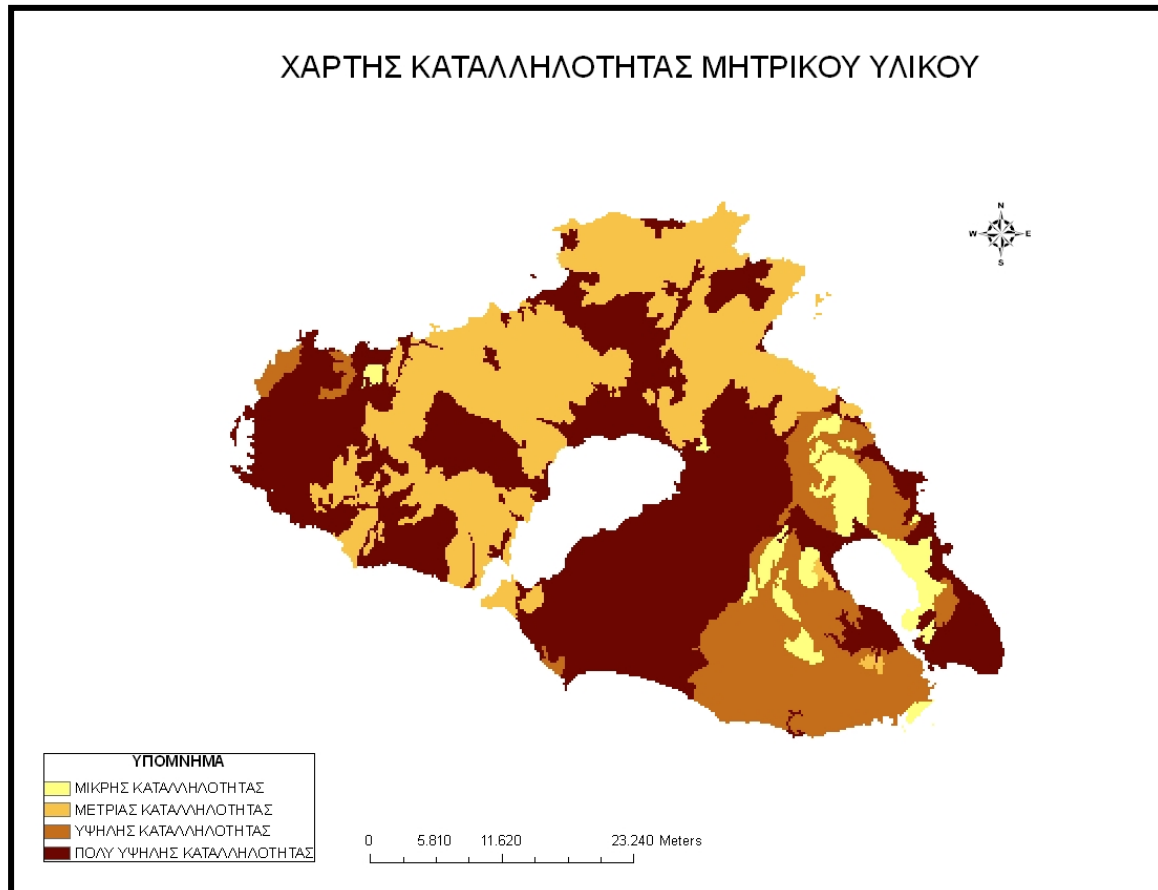 ΧΑΡΤΗΣ ΚΑΤΑΛΛΗΛΟΤΗΤΑΣ ΜΗΤΡΙΚΟΥ ΥΛΙΚΟΥ
N
W E
S
ΥΠΟΜΝΗΜΑ
ΜΙΚΡΗΣ ΚΑΤΑΛΛΗΛΟΤΗΤΑΣ
ΜΕΤΡΙΑΣ ΚΑΤΑΛΛΗΛΟΤΗΤΑΣ
ΥΨΗΛΗΣ ΚΑΤΑΛΛΗΛΟΤΗΤΑΣ
ΠΟΛΥ ΥΨΗΛΗΣ ΚΑΤΑΛΛΗΛΟΤΗΤΑΣ
0 5.810 11.620 23.240 Meters